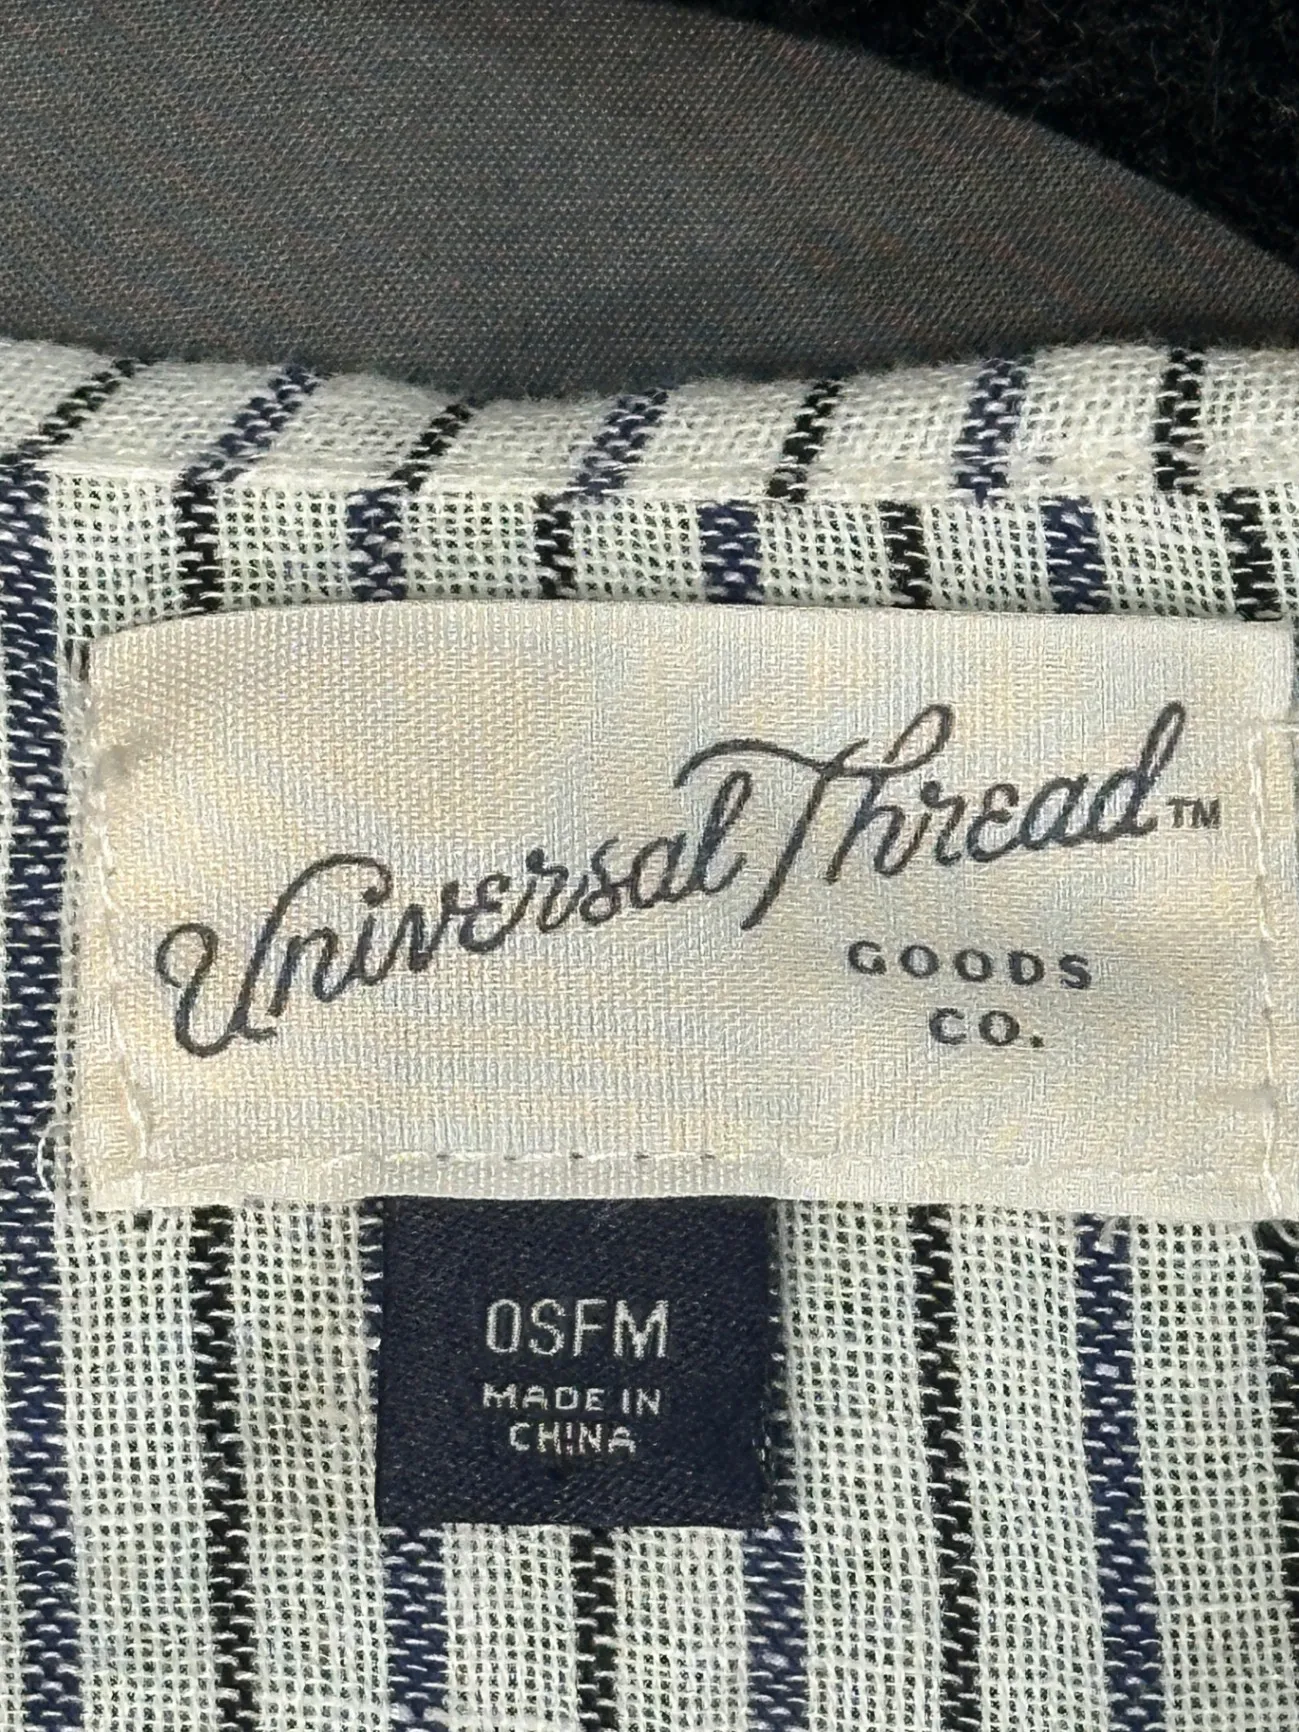 Universal Thread™
GOODS
CO.
OSFM
MADE IN
CHINA